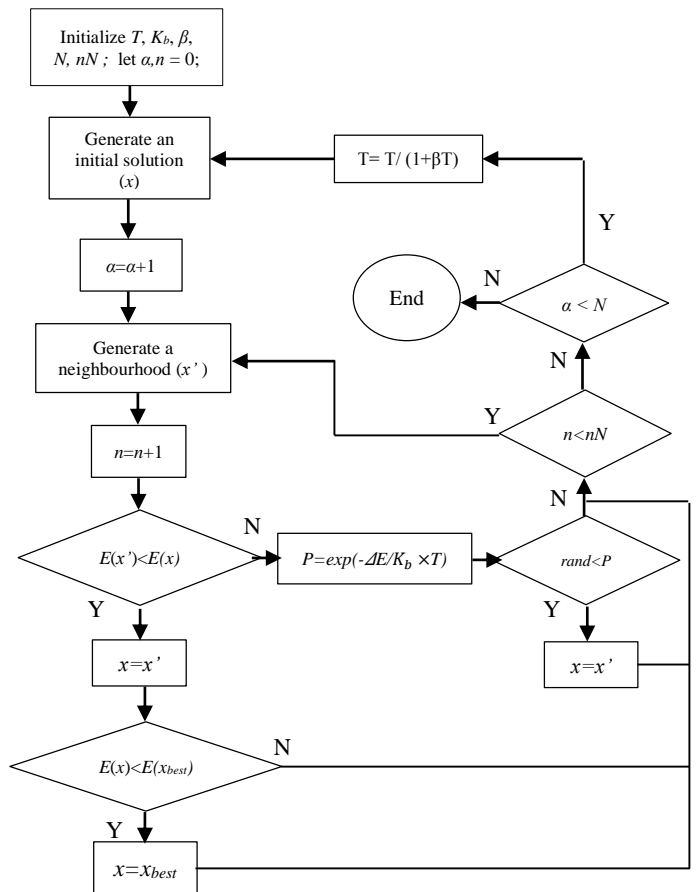 Initialize T, Kb, β,
N, nN ; let α,n = 0;
Generate an
initial solution
(x)
T= T/ (1+βT)
Y
α=α+1
End
N
α < N
Generate a
neighbourhood (x’)
N
Y
n<nN
n=n+1
N
N
E(x’)<E(x)
P=exp(-ΔE/Kb ×T)
rand<P
Y
Y
x=x’
x=x’
N
E(x)<E(xbest)
Y
x=xbest